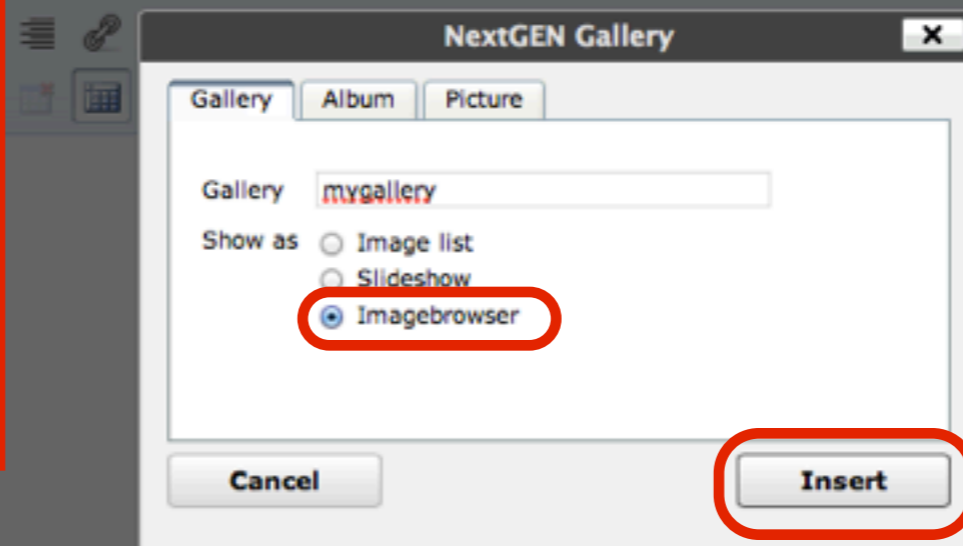 NextGEN Gallery
Gallery Album Picture
Gallery mygallery
Show as Image list
Slideshow
Imagebrowser
Cancel Insert